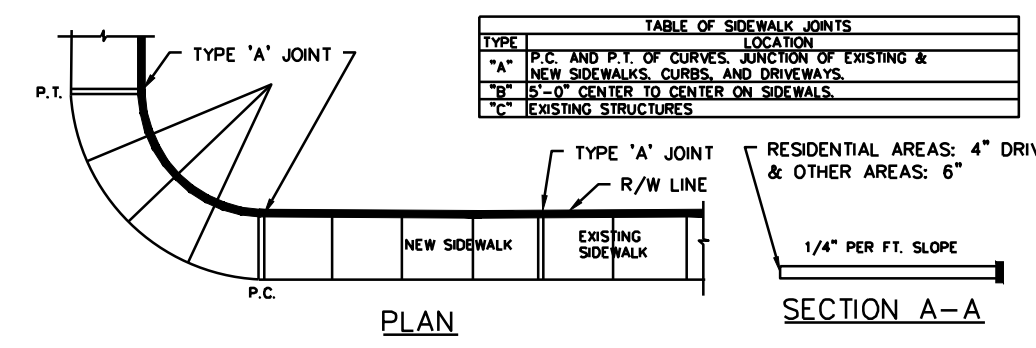 TABLE OF SIDEWALK JOINTS
TYPE LOCATION
"A" P.C. AND P.T. OF CURVES. JUNCTION OF EXISTING &
NEW SIDEWALKS. CURBS, AND DRIVEWAYS.
"B" 5'-0" CENTER TO CENTER ON SIDEWALS.
"C" EXISTING STRUCTURES
TYPE 'A' JOINT
P.T.
TYPE 'A' JOINT
R/W LINE
RESIDENTIAL AREAS: 4" DRIV
& OTHER AREAS: 6"
NEW SIDEWALK
EXISTING
SIDEWALK
1/4" PER FT. SLOPE
P.C.
PLAN
SECTION A-A